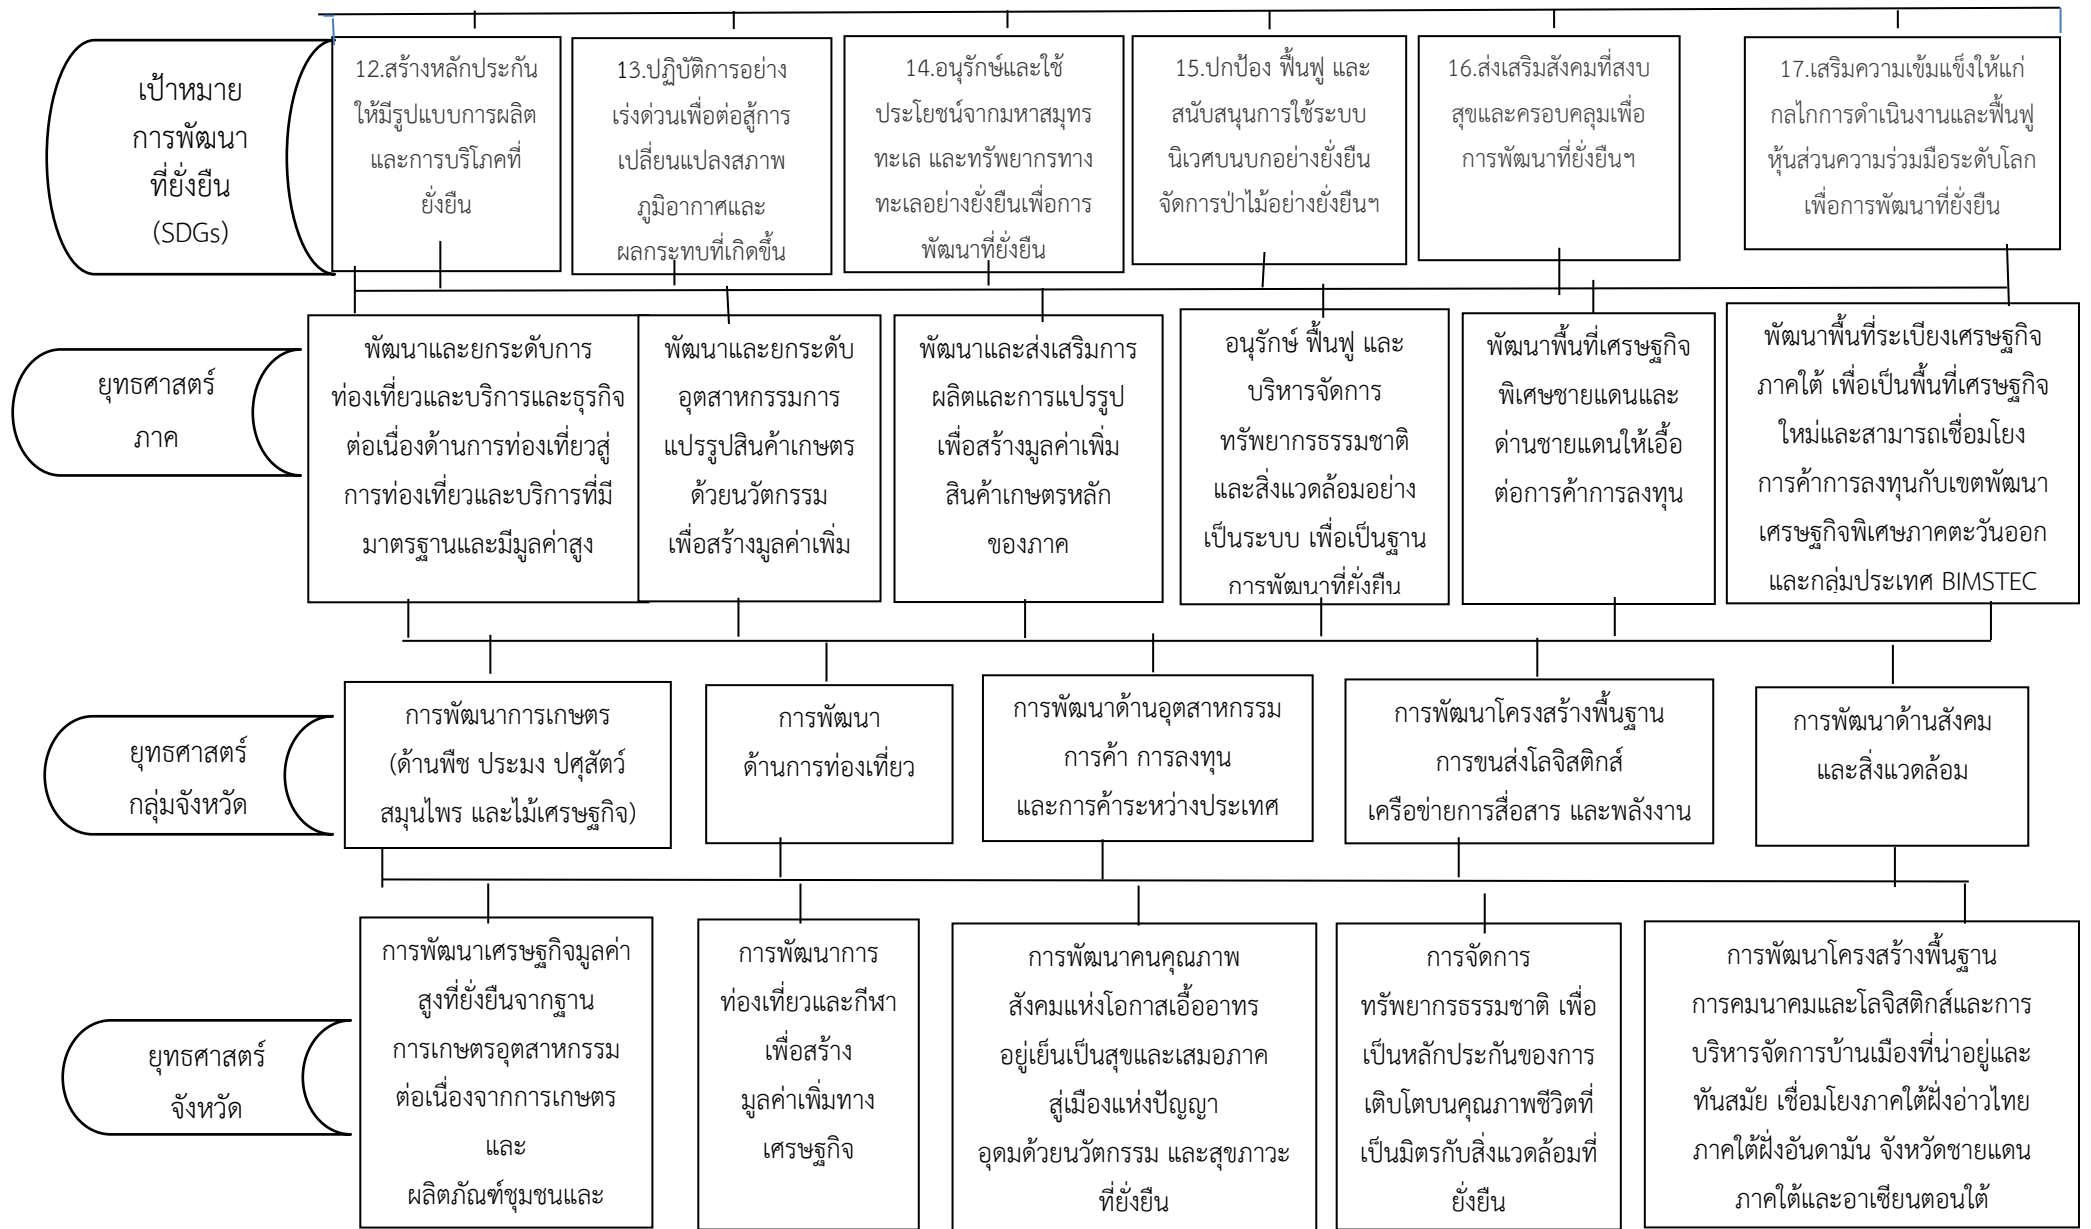 เป้าหมาย
การพัฒนา
ที่ยั่งยืน
(SDGs)
12.สร้างหลักประกัน
ให้มีรูปแบบการผลิต
และการบริโภคที่
ยั่งยืน
13.ปฏิบัติการอย่าง
เร่งด่วนเพื่อต่อสู้การ
เปลี่ยนแปลงสภาพ
ภูมิอากาศและ
ผลกระทบที่เกิดขึ้น
14.อนุรักษ์และใช้
ประโยชน์จากมหาสมุทร
ทะเล และทรัพยากรทาง
ทะเลอย่างยั่งยืนเพื่อการ
พัฒนาที่ยั่งยืน
15.ปกป้อง ฟื้นฟู และ
สนับสนุนการใช้ระบบ
นิเวศบนบกอย่างยั่งยืน
จัดการป่าไม้อย่างยั่งยืนฯ
16.ส่งเสริมสังคมที่สงบ
สุขและครอบคลุมเพื่อ
การพัฒนาที่ยั่งยืนฯ
17.เสริมความเข้มแข็งให้แก่
กลไกการดำเนินงานและฟื้นฟู
หุ้นส่วนความร่วมมือระดับโลก
เพื่อการพัฒนาที่ยั่งยืน
ยุทธศาสตร์
ภาค
พัฒนาและยกระดับการ
ท่องเที่ยวและบริการและธุรกิจ
ต่อเนื่องด้านการท่องเที่ยวสู่
การท่องเที่ยวและบริการที่มี
มาตรฐานและมีมูลค่าสูง
พัฒนาและยกระดับ
อุตสาหกรรมการ
แปรรูปสินค้าเกษตร
ด้วยนวัตกรรม
เพื่อสร้างมูลค่าเพิ่ม
พัฒนาและส่งเสริมการ
ผลิตและการแปรรูป
เพื่อสร้างมูลค่าเพิ่ม
สินค้าเกษตรหลัก
ของภาค
อนุรักษ์ ฟื้นฟู และ
บริหารจัดการ
ทรัพยากรธรรมชาติ
และสิ่งแวดล้อมอย่าง
เป็นระบบ เพื่อเป็นฐาน
การพัฒนาที่ยั่งยืน
พัฒนาพื้นที่เศรษฐกิจ
พิเศษชายแดนและ
ด่านชายแดนให้เอื้อ
ต่อการค้าการลงทุน
พัฒนาพื้นที่ระเบียงเศรษฐกิจ
ภาคใต้ เพื่อเป็นพื้นที่เศรษฐกิจ
ใหม่และสามารถเชื่อมโยง
การค้าการลงทุนกับเขตพัฒนา
เศรษฐกิจพิเศษภาคตะวันออก
และกลุ่มประเทศ BIMSTEC
ยุทธศาสตร์
กลุ่มจังหวัด
การพัฒนาการเกษตร
(ด้านพืช ประมง ปศุสัตว์
สมุนไพร และไม้เศรษฐกิจ)
การพัฒนา
ด้านการท่องเที่ยว
การพัฒนาด้านอุตสาหกรรม
การค้า การลงทุน
และการค้าระหว่างประเทศ
การพัฒนาโครงสร้างพื้นฐาน
การขนส่งโลจิสติกส์
เครือข่ายการสื่อสาร และพลังงาน
การพัฒนาด้านสังคม
และสิ่งแวดล้อม
ยุทธศาสตร์
จังหวัด
การพัฒนาเศรษฐกิจมูลค่า
สูงที่ยั่งยืนจากฐาน
การเกษตรอุตสาหกรรม
ต่อเนื่องจากการเกษตร
และ
ผลิตภัณฑ์ชุมชนและ
การพัฒนาการ
ท่องเที่ยวและกีฬา
เพื่อสร้าง
มูลค่าเพิ่มทาง
เศรษฐกิจ
การพัฒนาคนคุณภาพ
สังคมแห่งโอกาสเอื้ออาทร
อยู่เย็นเป็นสุขและเสมอภาค
สู่เมืองแห่งปัญญา
อุดมด้วยนวัตกรรม และสุขภาวะ
ที่ยั่งยืน
การจัดการ
ทรัพยากรธรรมชาติ เพื่อ
เป็นหลักประกันของการ
เติบโตบนคุณภาพชีวิตที่
เป็นมิตรกับสิ่งแวดล้อมที่
ยั่งยืน
การพัฒนาโครงสร้างพื้นฐาน
การคมนาคมและโลจิสติกส์และการ
บริหารจัดการบ้านเมืองที่น่าอยู่และ
ทันสมัย เชื่อมโยงภาคใต้ฝั่งอ่าวไทย
ภาคใต้ฝั่งอันดามัน จังหวัดชายแดน
ภาคใต้และอาเซียนตอนใต้